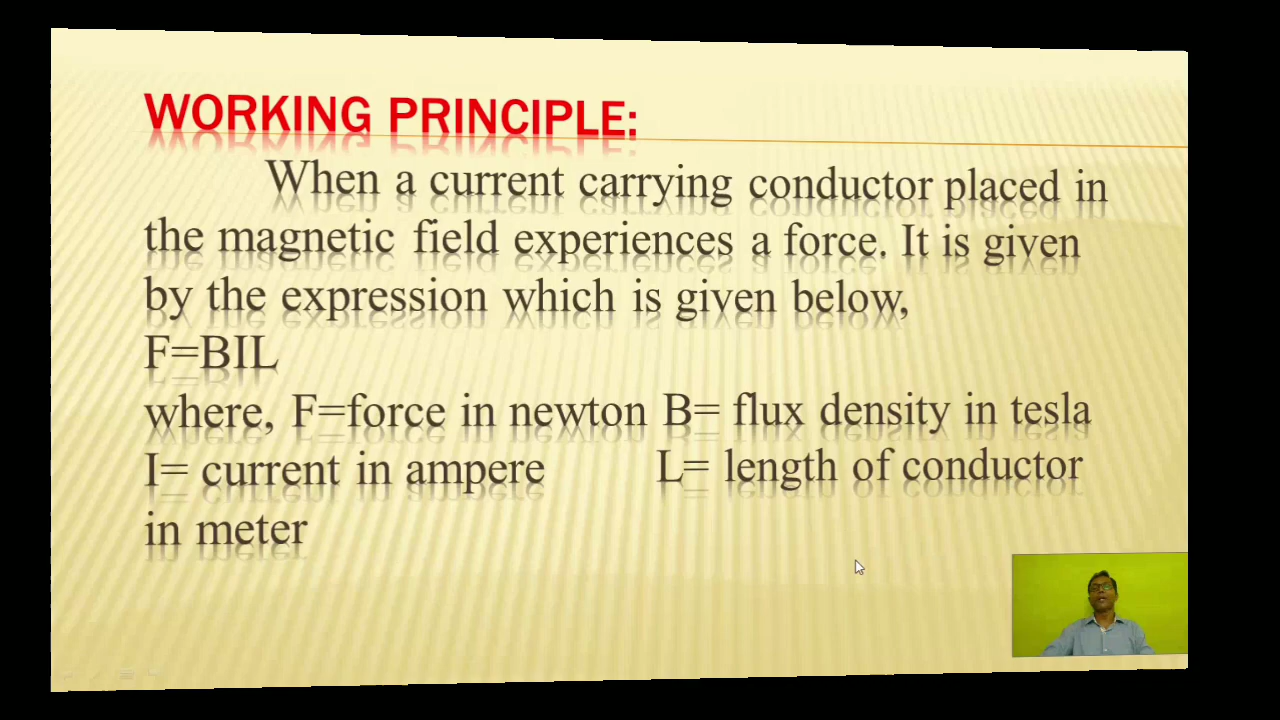 WORKING PRINCIPLE:
When a current carrying conductor placed in
the magnetic field experiences a force. It is given
by the expression which is given below,
F=BIL
where, F=force in newton B= flux density in tesla
I= current in ampere L= length of conductor
in meter